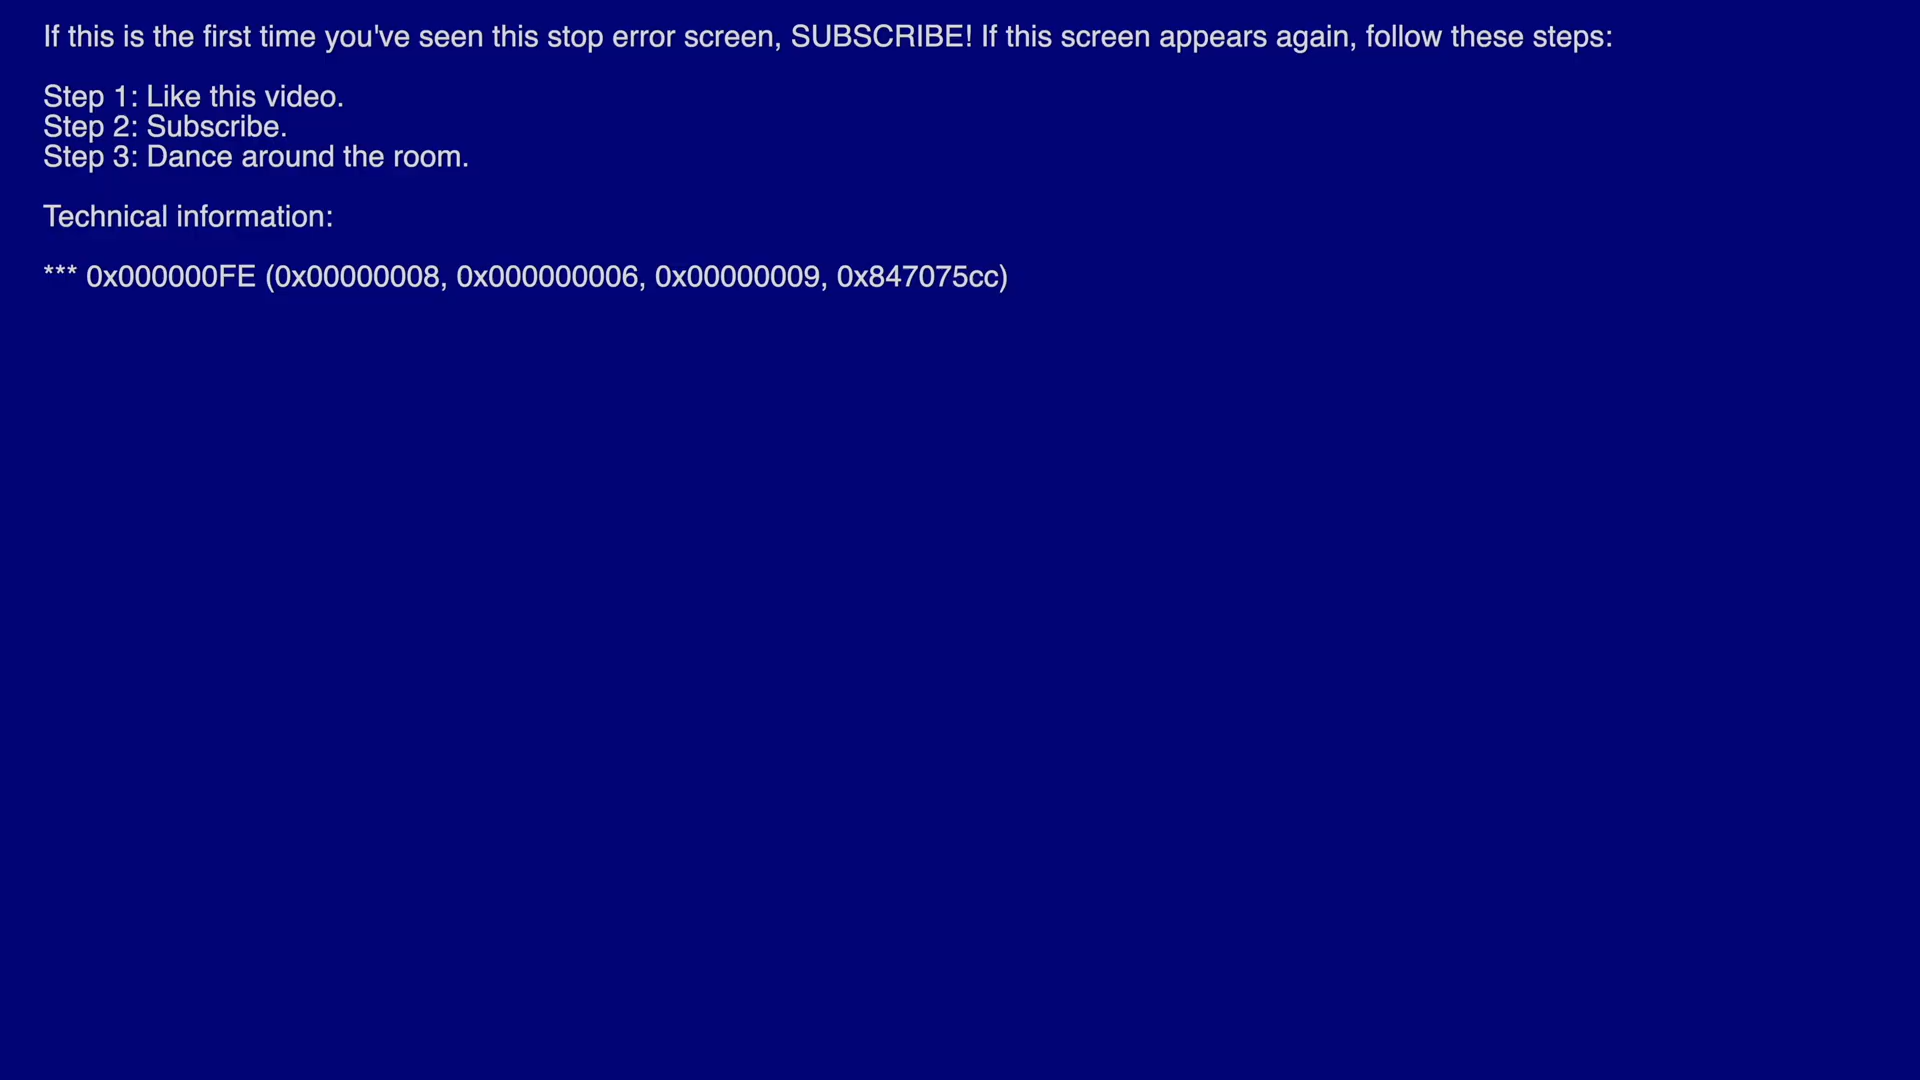 If this is the first time you've seen this stop error screen, SUBSCRIBE! If this screen appears again, follow these steps:
Step 1: Like this video.
Step 2: Subscribe.
Step 3: Dance around the room.
Technical information:
*** 0x000000FE (0x00000008, 0x000000006, 0x00000009, 0x847075cc)